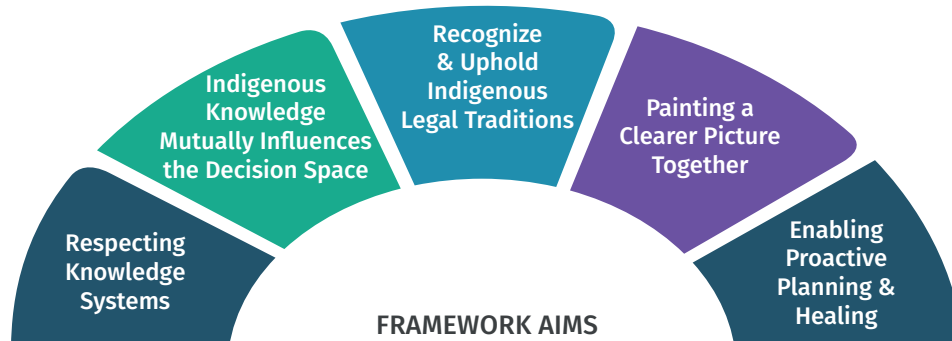 Respecting
Knowledge
Systems
Indigenous
Knowledge
Mutually Influences
the Decision Space
Recognize
& Uphold
Indigenous
Legal Traditions
Painting a
Clearer Picture
Together
Enabling
Proactive
Planning &
Healing
FRAMEWORK AIMS